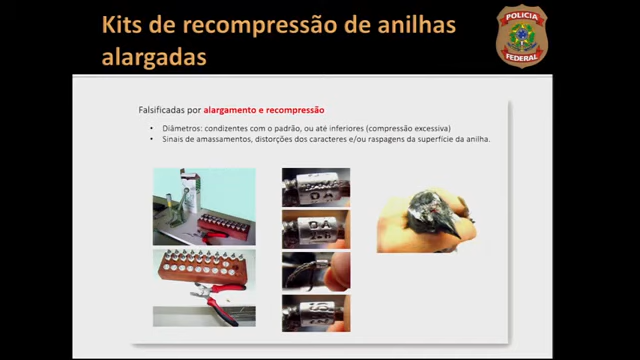 Kits de recompressão de anilhas
alargadas
POLICIA
FEDERAL
Falsificadas por alargamento e recompressão
• Diâmetros: condizentes com o padrão, ou até inferiores (compressão excessiva)
• Sinais de amassamentos, distorções dos caracteres e/ou raspagens da superfície da anilha.